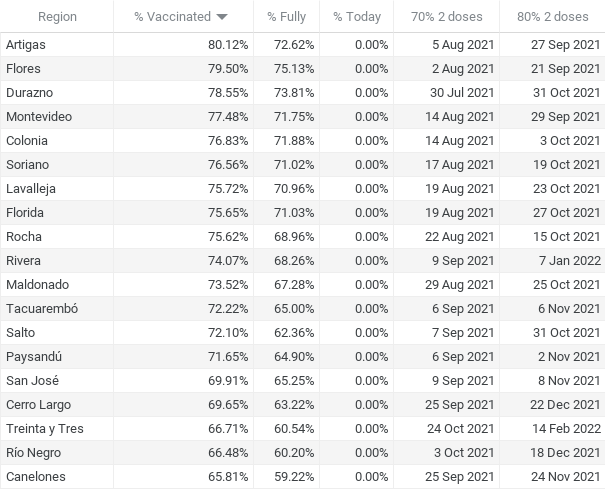 Region % Vaccinated % Fully % Today 70% 2 doses 80% 2 doses
Artigas 80.12% 72.62% 0.00% 5 Aug 2021 27 Sep 2021
Flores 79.50% 75.13% 0.00% 2 Aug 2021 21 Sep 2021
Durazno 78.55% 73.81% 0.00% 30 Jul 2021 31 Oct 2021
Montevideo 77.48% 71.75% 0.00% 14 Aug 2021 29 Sep 2021
Colonia 76.83% 71.88% 0.00% 14 Aug 2021 3 Oct 2021
Soriano 76.56% 71.02% 0.00% 17 Aug 2021 19 Oct 2021
Lavalleja 75.72% 70.96% 0.00% 19 Aug 2021 23 Oct 2021
Florida 75.65% 71.03% 0.00% 19 Aug 2021 27 Oct 2021
Rocha 75.62% 68.96% 0.00% 22 Aug 2021 15 Oct 2021
Rivera 74.07% 68.26% 0.00% 9 Sep 2021 7 Jan 2022
Maldonado 73.52% 67.28% 0.00% 29 Aug 2021 25 Oct 2021
Tacuarembó 72.22% 65.00% 0.00% 6 Sep 2021 6 Nov 2021
Salto 72.10% 62.36% 0.00% 7 Sep 2021 31 Oct 2021
Paysandú 71.65% 64.90% 0.00% 6 Sep 2021 2 Nov 2021
San José 69.91% 65.25% 0.00% 9 Sep 2021 8 Nov 2021
Cerro Largo 69.65% 63.22% 0.00% 25 Sep 2021 22 Dec 2021
Treinta y Tres 66.71% 60.54% 0.00% 24 Oct 2021 14 Feb 2022
Río Negro 66.48% 60.20% 0.00% 3 Oct 2021 18 Dec 2021
Canelones 65.81% 59.22% 0.00% 25 Sep 2021 24 Nov 2021